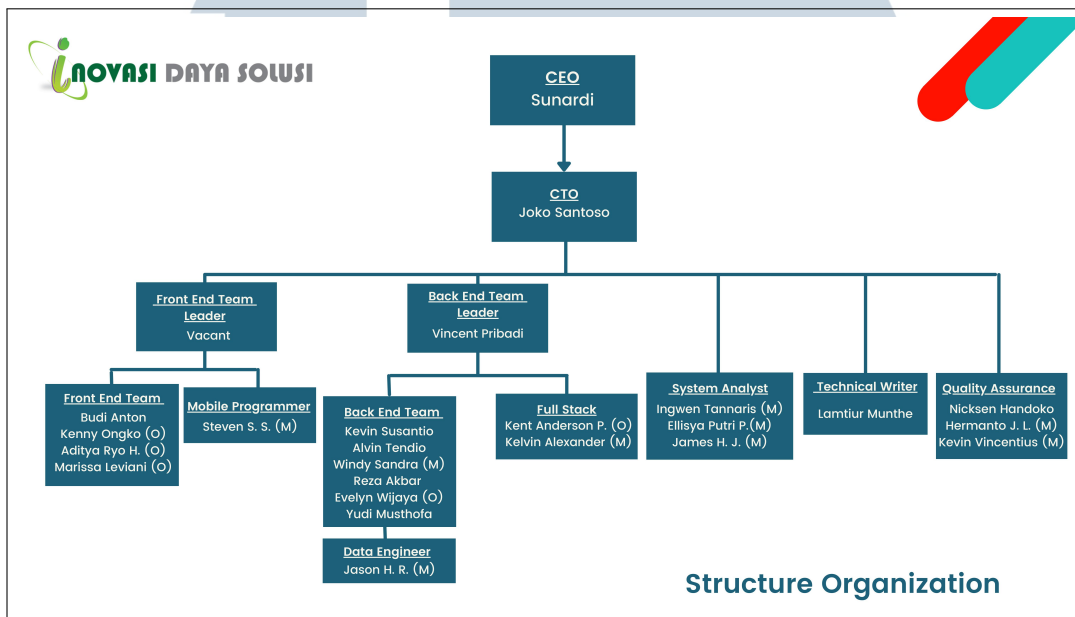 iNOVASI DAYA SOLUSI
CEO
Sunardi
CTO
Joko Santoso
Front End Team
Leader
Vacant
Back End Team
Leader
Vincent Pribadi
Front End Team
Budi Anton
Kenny Ongko (O)
Aditya Ryo H. (O)
Marissa Leviani (O)
Mobile Programmer
Steven S. S. (M)
Back End Team
Kevin Susantio
Alvin Tendio
Windy Sandra (M)
Reza Akbar
Evelyn Wijaya (O)
Yudi Musthofa
Data Engineer
Jason H. R. (M)
Full Stack
Kent Anderson P. (O)
Kelvin Alexander (M)
System Analyst
Ingwen Tannaris (M)
Ellisya Putri P.(M)
James H. J. (M)
Technical Writer
Lamtiur Munthe
Quality Assurance
Nicksen Handoko
Hermanto J. L. (M)
Kevin Vincentius (M)
Structure Organization